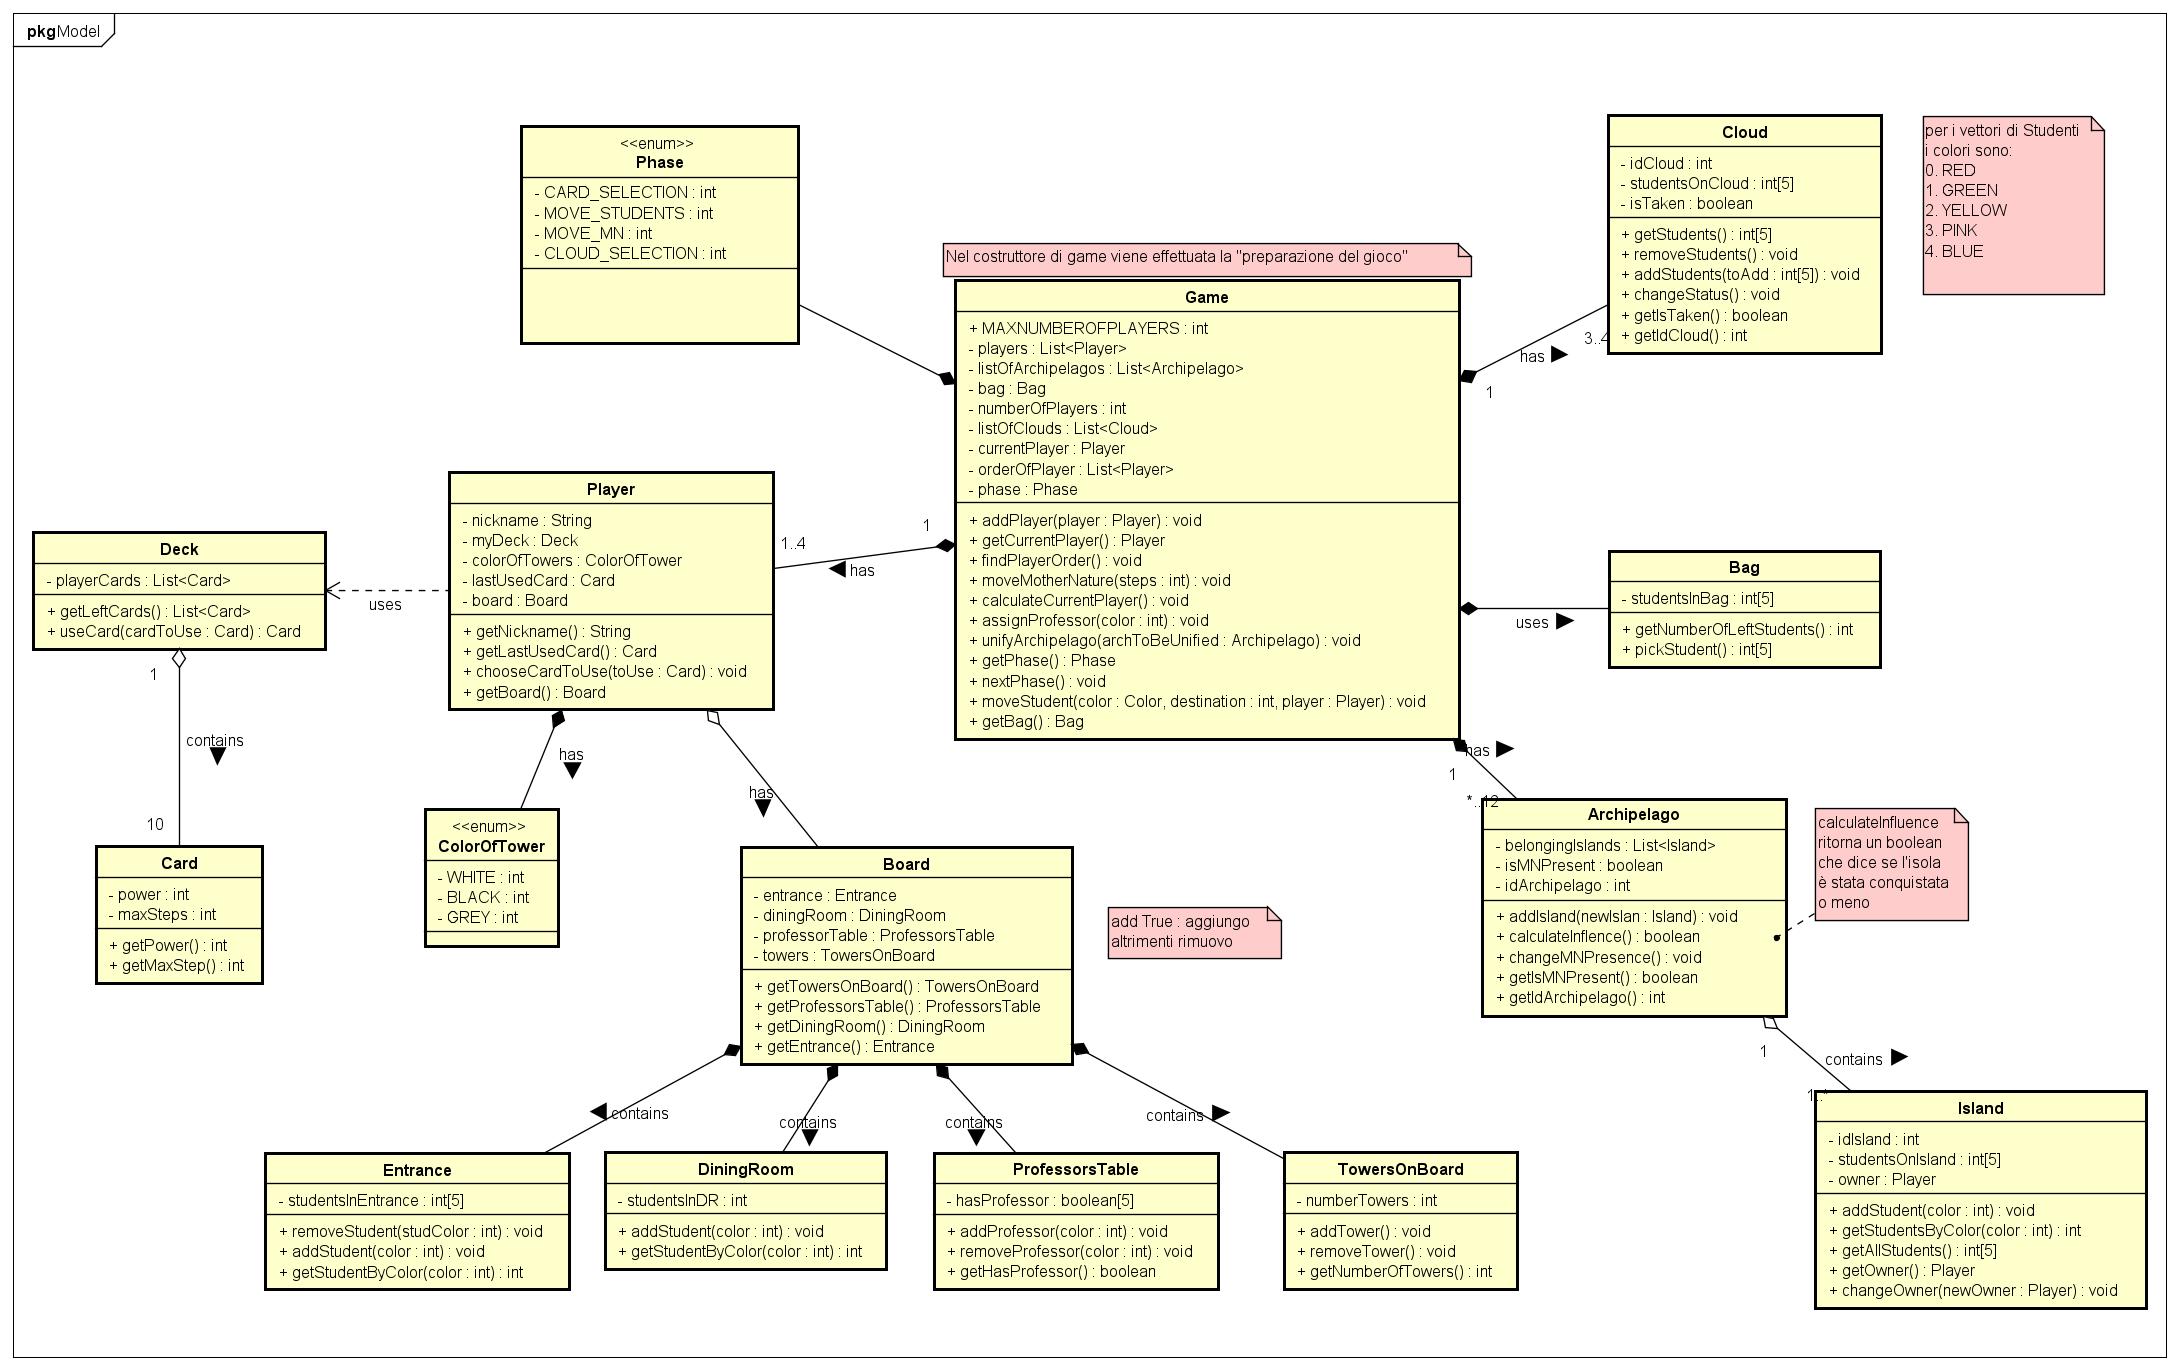 pkgModel
<<enum>>
Phase
- CARD_SELECTION : int
- MOVE_STUDENTS : int
- MOVE_MN : int
- CLOUD_SELECTION : int
Cloud
- idCloud : int
- studentsOnCloud : int[5]
- isTaken : boolean
+ getStudents() : int[5]
+ removeStudents() : void
+ addStudents(toAdd : int[5]) : void
+ changeStatus() : void
+ getIsTaken() : boolean
+ getIdCloud() : int
per i vettori di Studenti
i colori sono:
0. RED
1. GREEN
2. YELLOW
3. PINK
4. BLUE
Nel costruttore di game viene effettuata la "preparazione del gioco"
Game
+ MAXNUMBEROFPLAYERS : int
- players : List<Player>
- listOfArchipelagos : List<Archipelago>
- bag : Bag
- numberOfPlayers : int
- listOfClouds : List<Cloud>
- currentPlayer : Player
- orderOfPlayer : List<Player>
- phase : Phase
+ addPlayer(player : Player) : void
+ getCurrentPlayer() : Player
+ findPlayerOrder() : void
+ moveMotherNature(steps : int) : void
+ calculateCurrentPlayer() : void
+ assignProfessor(color : int) : void
+ unifyArchipelago(archToBeUnified : Archipelago) : void
+ getPhase() : Phase
+ nextPhase() : void
+ moveStudent(color : Color, destination : int, player : Player) : void
+ getBag() : Bag
3..4
has
1
Player
- nickname : String
- myDeck : Deck
- colorOfTowers : ColorOfTower
- lastUsedCard : Card
- board : Board
+ getNickname() : String
+ getLastUsedCard() : Card
+ chooseCardToUse(toUse : Card) : void
+ getBoard() : Board
1
1..4
has
Deck
- playerCards : List<Card>
+ getLeftCards() : List<Card>
+ useCard(cardToUse : Card) : Card
uses
Bag
- studentsInBag : int[5]
+ getNumberOfLeftStudents() : int
+ pickStudent() : int[5]
uses
1
contains
10
has
has
has
1
*..12
Card
- power : int
- maxSteps : int
+ getPower() : int
+ getMaxStep() : int
<<enum>>
ColorOfTower
- WHITE : int
- BLACK : int
- GREY : int
Board
- entrance : Entrance
- diningRoom : DiningRoom
- professorTable : ProfessorsTable
- towers : TowersOnBoard
+ getTowersOnBoard() : TowersOnBoard
+ getProfessorsTable() : ProfessorsTable
+ getDiningRoom() : DiningRoom
+ getEntrance() : Entrance
add True : aggiungo
altrimenti rimuovo
Archipelago
- belongingIslands : List<Island>
- isMNPresent : boolean
- idArchipelago : int
+ addIsland(newIslan : Island) : void
+ calculateInflence() : boolean
+ changeMNPresence() : void
+ getIsMNPresent() : boolean
+ getIdArchipelago() : int
calculateInfluence
ritorna un boolean
che dice se l'isola
è stata conquistata
o meno
1
contains
1..*
contains
contains
contains
contains
Entrance
- studentsInEntrance : int[5]
+ removeStudent(studColor : int) : void
+ addStudent(color : int) : void
+ getStudentByColor(color : int) : int
DiningRoom
- studentsInDR : int
+ addStudent(color : int) : void
+ getStudentByColor(color : int) : int
ProfessorsTable
- hasProfessor : boolean[5]
+ addProfessor(color : int) : void
+ removeProfessor(color : int) : void
+ getHasProfessor() : boolean
TowersOnBoard
- numberTowers : int
+ addTower() : void
+ removeTower() : void
+ getNumberOfTowers() : int
Island
- idIsland : int
- studentsOnIsland : int[5]
- owner : Player
+ addStudent(color : int) : void
+ getStudentsByColor(color : int) : int
+ getAllStudents() : int[5]
+ getOwner() : Player
+ changeOwner(newOwner : Player) : void